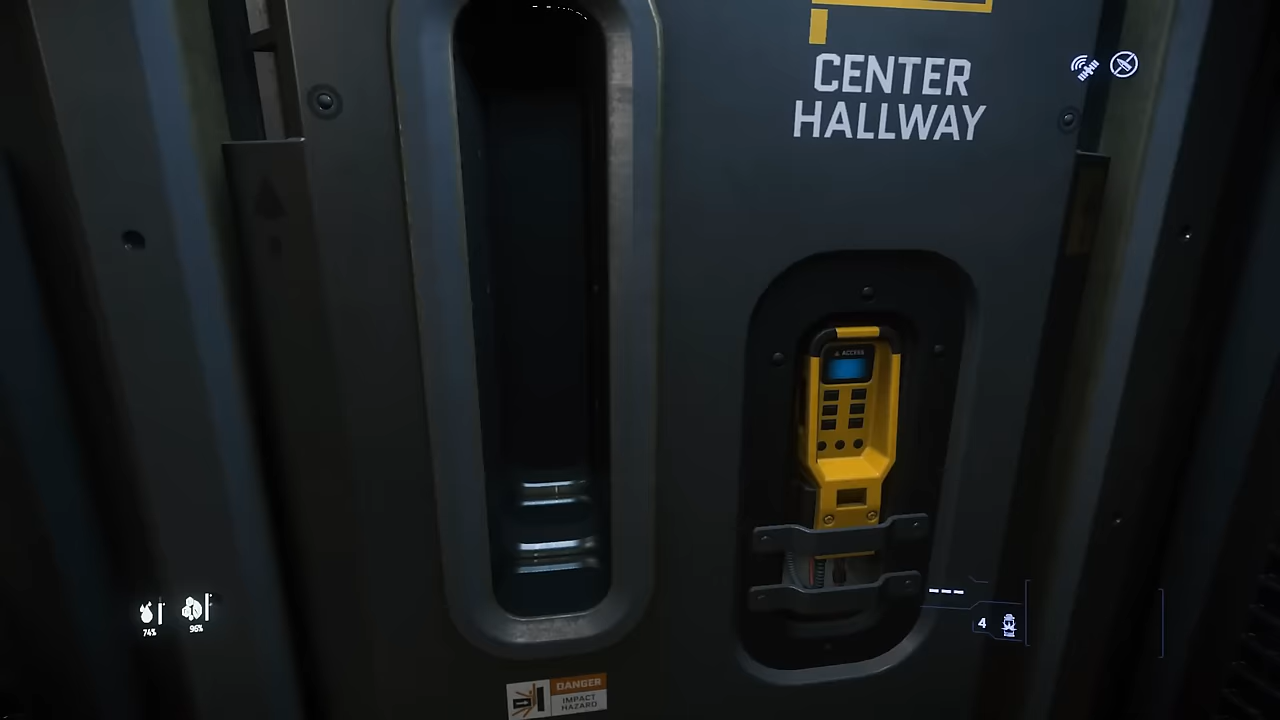 CENTER
HALLWAY
ACCESS
74%
96%
4
DANGER
IMPACT
HAZARD